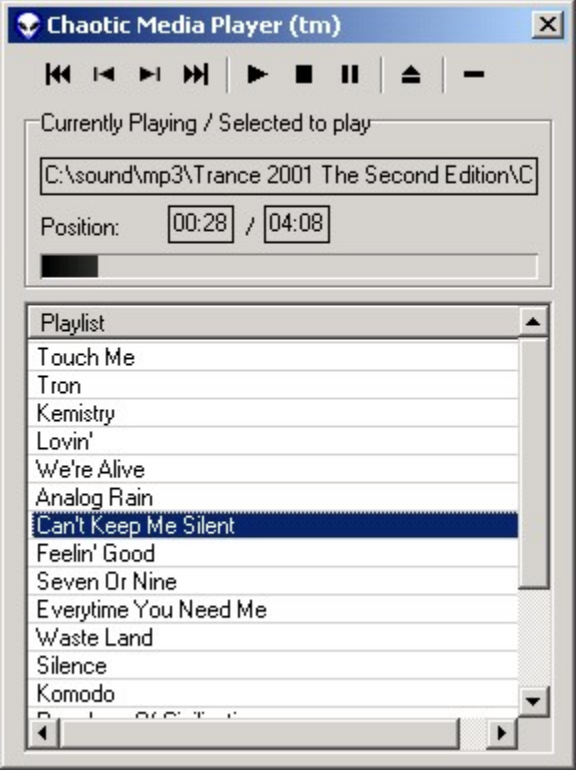 Chaotic Media Player (tm)
Currently Playing / Selected to play
C:\sound\mp3\Trance 2001 The Second Edition\C
Position: 00:28 / 04:08
Playlist
Touch Me
Tron
Kemistry
Lovin'
We're Alive
Analog Rain
Can't Keep Me Silent
Feelin' Good
Seven Or Nine
Everytime You Need Me
Waste Land
Silence
Komodo